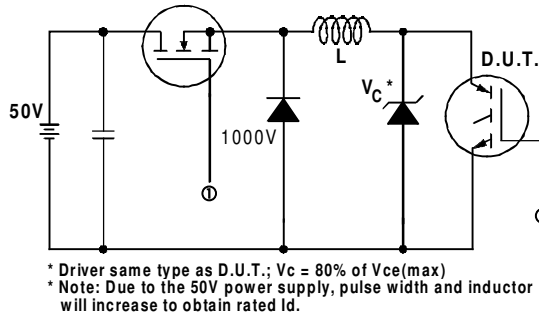 50V
1000V
L
V_C *
D.U.T.
①
* Driver same type as D.U.T.; Vc = 80% of Vce(max)
* Note: Due to the 50V power supply, pulse width and inductor
will increase to obtain rated Id.